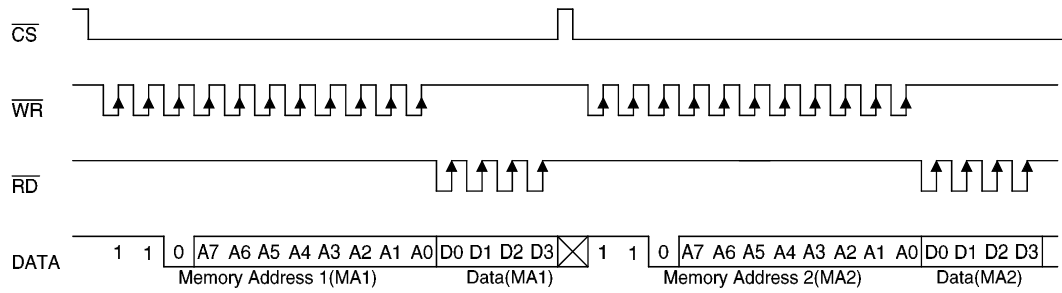 CS
WR
RD
DATA 1 1 0 A7 A6 A5 A4 A3 A2 A1 A0 D0 D1 D2 D3 1 1 0 A7 A6 A5 A4 A3 A2 A1 A0 D0 D1 D2 D3
Memory Address 1(MA1) Data(MA1) Memory Address 2(MA2) Data(MA2)